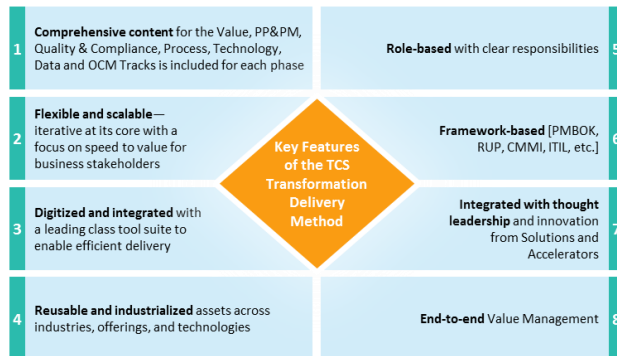 1
Comprehensive content for the Value, PP&PM,
Quality & Compliance, Process, Technology,
Data and OCM Tracks is included for each phase
2
Flexible and scalable—
iterative at its core with a
focus on speed to value for
business stakeholders
3
Digitized and integrated with
a leading class tool suite to
enable efficient delivery
4
Reusable and industrialized assets across
industries, offerings, and technologies
Key Features
of the TCS
Transformation
Delivery
Method
Role-based with clear responsibilities
5
Framework-based [PMBOK,
RUP, CMMI, ITIL, etc.]
6
Integrated with thought
leadership and innovation
from Solutions and
Accelerators
7
End-to-end Value Management
8